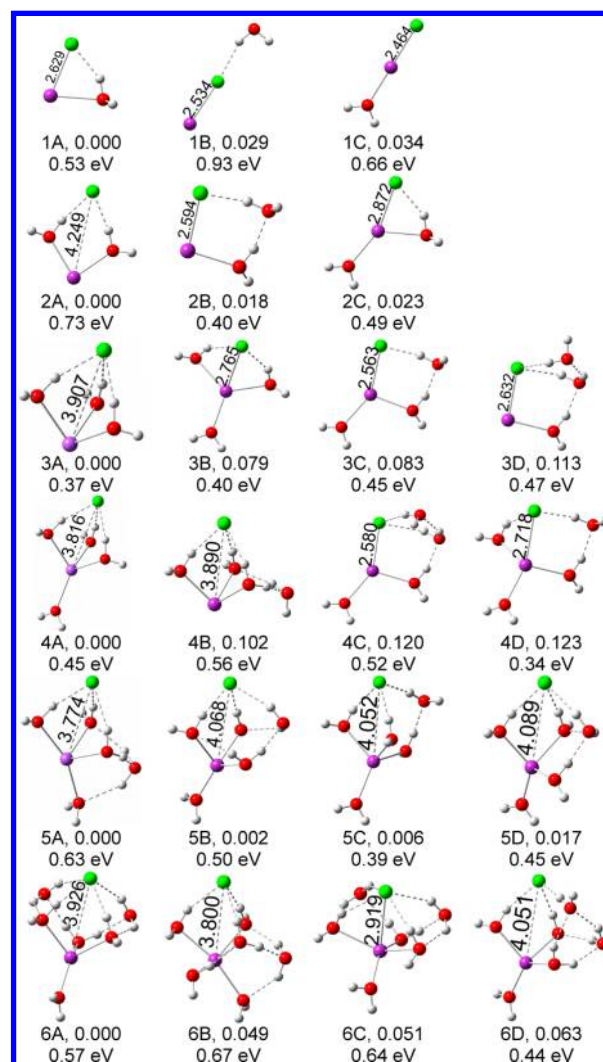 2.629
2.534
2.464
1A, 0.000
0.53 eV
1B, 0.029
0.93 eV
1C, 0.034
0.66 eV
4.249
2.594
2.872
2A, 0.000
0.73 eV
2B, 0.018
0.40 eV
2C, 0.023
0.49 eV
3.907
2.765
2.563
2.632
3A, 0.000
0.37 eV
3B, 0.079
0.40 eV
3C, 0.083
0.45 eV
3D, 0.113
0.47 eV
3.816
3.890
2.580
2.718
4A, 0.000
0.45 eV
4B, 0.102
0.56 eV
4C, 0.120
0.52 eV
4D, 0.123
0.34 eV
3.774
4.068
4.052
4.089
5A, 0.000
0.63 eV
5B, 0.002
0.50 eV
5C, 0.006
0.39 eV
5D, 0.017
0.45 eV
3.926
3.800
2.919
4.051
6A, 0.000
0.57 eV
6B, 0.049
0.67 eV
6C, 0.051
0.64 eV
6D, 0.063
0.44 eV